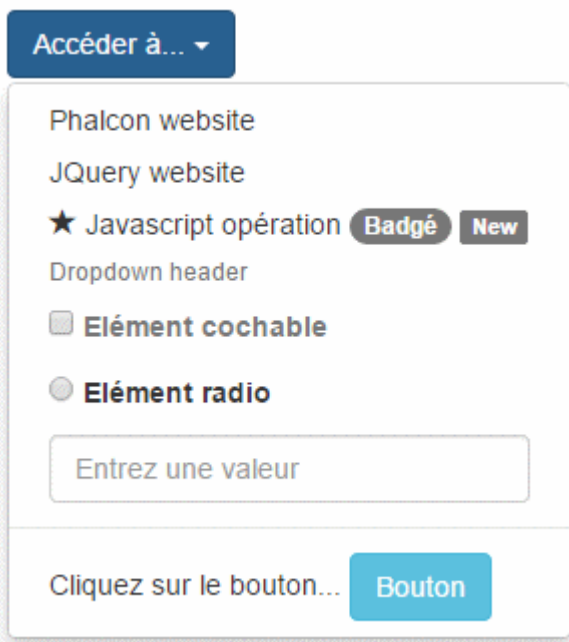 Accéder à...
Phalcon website
JQuery website
★ Javascript opération Badgé New
Dropdown header
Elément cochable
Elément radio
Entrez une valeur
Cliquez sur le bouton... Bouton